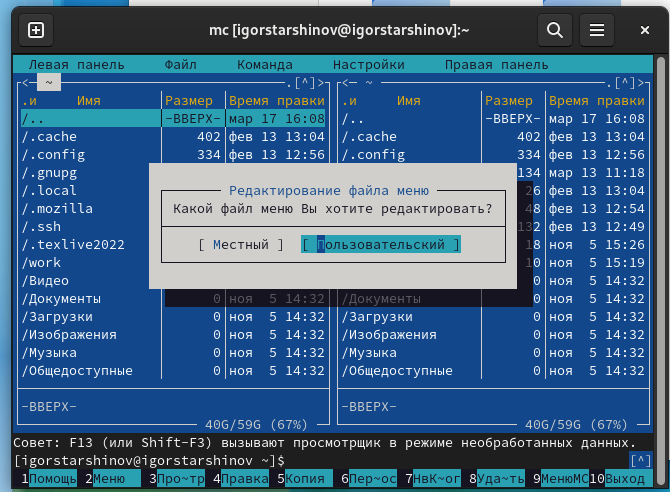 mc [igorstarshinov@igorstarshinov]:~
Левая панель Файл Команда Настройки Правая панель
<─ ~ .[^]> <─ ~ .[^]>
.и Имя Размер Время правки .и Имя Размер Время правки
/.. -ВВЕРХ- мар 17 16:08 /.. -ВВЕРХ- мар 17 16:08
/.cache 402 фев 13 13:04 /.cache 402 фев 13 13:04
/.config 334 фев 13 12:56 /.config 334 фев 13 12:56
/.gnupg 134 мар 13 11:18
/.local Редактирование файла меню 26 фев 13 13:04
/.mozilla Какой файл меню Вы хотите редактировать? 48 фев 13 12:54
/.ssh 132 фев 13 12:49
/.texlive2022 [ Местный ] [ Пользовательский ] 18 ноя 5 15:26
/work 10 ноя 5 15:19
/Видео 0 ноя 5 14:32
/Документы 0 ноя 5 14:32 /Документы 0 ноя 5 14:32
/Загрузки 0 ноя 5 14:32 /Загрузки 0 ноя 5 14:32
/Изображения 0 ноя 5 14:32 /Изображения 0 ноя 5 14:32
/Музыка 0 ноя 5 14:32 /Музыка 0 ноя 5 14:32
/Общедоступные 0 ноя 5 14:32 /Общедоступные 0 ноя 5 14:32
-ВВЕРХ- -ВВЕРХ-
40G/59G (67%) 40G/59G (67%)
Совет: F13 (или Shift-F3) вызывают просмотрщик в режиме необработанных данных.
[igorstarshinov@igorstarshinov ~]$ [^]
1Помощь 2Меню 3Про~тр 4Правка 5Копия 6Пер~ос 7НвК~ог 8Уда~ть 9МенюMC 10Выход